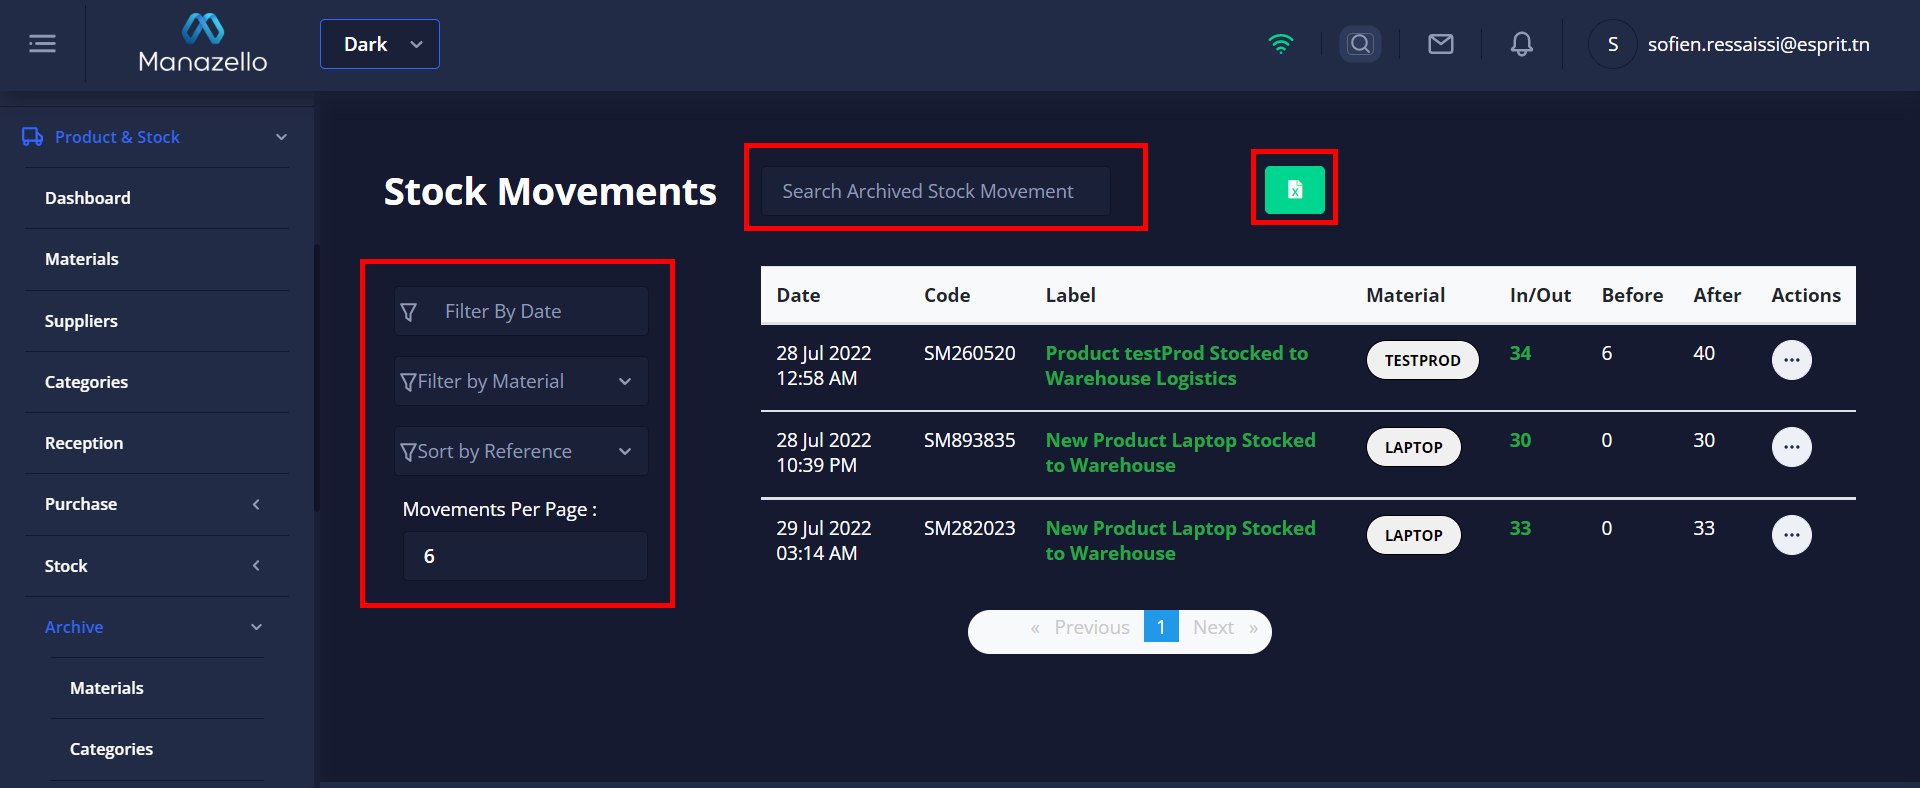 Manazello
Dark
S
sofien.ressaissi@esprit.tn
Product & Stock
Dashboard
Materials
Suppliers
Categories
Reception
Purchase
Stock
Archive
Materials
Categories
Stock Movements
Search Archived Stock Movement
X
Filter By Date
Filter by Material
Sort by Reference
Movements Per Page :
6
Date Code Label Material In/Out Before After Actions
28 Jul 2022 SM260520 Product testProd Stocked to TESTPROD 34 6 40
12:58 AM Warehouse Logistics
28 Jul 2022 SM893835 New Product Laptop Stocked LAPTOP 30 0 30
10:39 PM to Warehouse
29 Jul 2022 SM282023 New Product Laptop Stocked LAPTOP 33 0 33
03:14 AM to Warehouse
« Previous 1 Next »